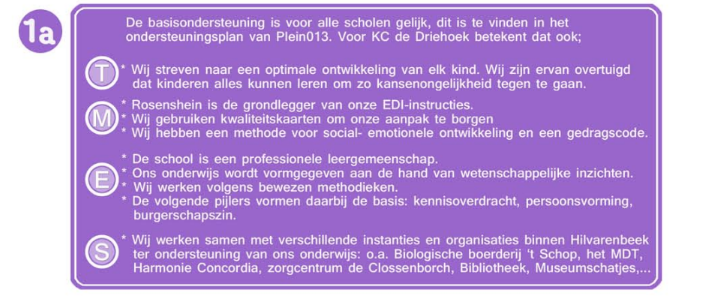 1a
De basisondersteuning is voor alle scholen gelijk, dit is te vinden in het
ondersteuningsplan van Plein013. Voor KC de Driehoek betekent dat ook;
T
* Wij streven naar een optimale ontwikkeling van elk kind. Wij zijn ervan overtuigd
dat kinderen alles kunnen leren om zo kansenongelijkheid tegen te gaan.
M
* Rosenshein is de grondlegger van onze EDI-instructies.
* Wij gebruiken kwaliteitskaarten om onze aanpak te borgen
* Wij hebben een methode voor social- emotionele ontwikkeling en een gedragscode.
E
* De school is een professionele leergemeenschap.
* Ons onderwijs wordt vormgegeven aan de hand van wetenschappelijke inzichten.
* Wij werken volgens bewezen methodieken.
* De volgende pijlers vormen daarbij de basis: kennisoverdracht, persoonsvorming,
burgerschapszin.
S
* Wij werken samen met verschillende instanties en organisaties binnen Hilvarenbeek
ter ondersteuning van ons onderwijs: o.a. Biologische boerderij 't Schop, het MDT,
Harmonie Concordia, zorgcentrum de Clossenborch, Bibliotheek, Museumschatjes,...